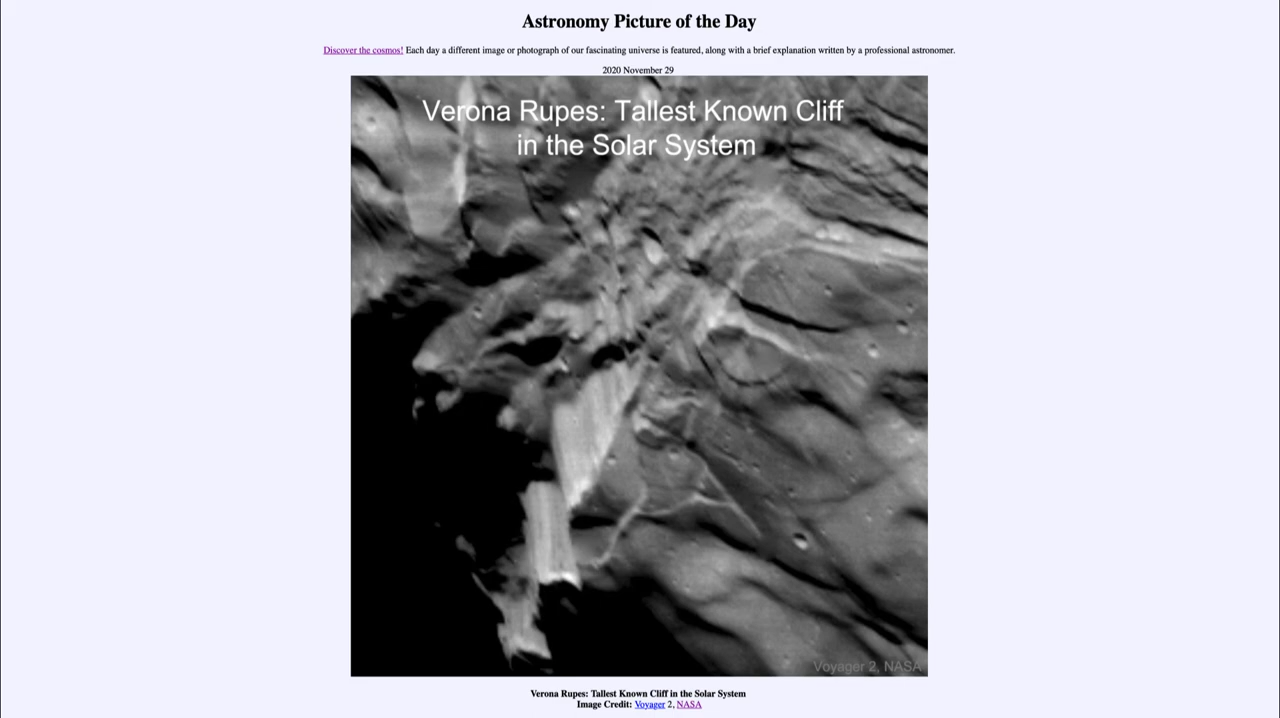 Astronomy Picture of the Day
Discover the cosmos! Each day a different image or photograph of our fascinating universe is featured, along with a brief explanation written by a professional astronomer.
2020 November 29
Verona Rupes: Tallest Known Cliff
in the Solar System
Voyager 2, NASA
Verona Rupes: Tallest Known Cliff in the Solar System
Image Credit: Voyager 2, NASA